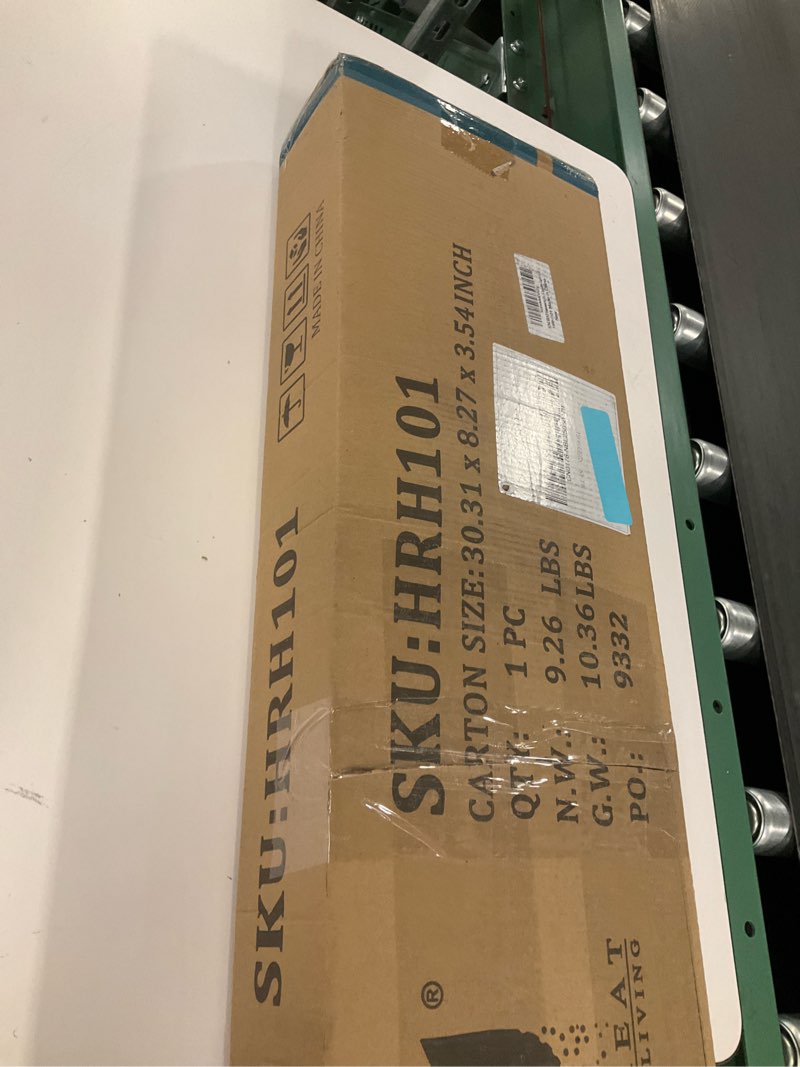 SKU:HRH101
MADE IN CHINA
SKU:HRH101
CARTON SIZE:30.31 x 8.27 x 3.54INCH
QTY: 1 PC
N.W.: 9.26 LBS
G.W.: 10.36LBS
PO.: 9332
®
EAT
LIVING